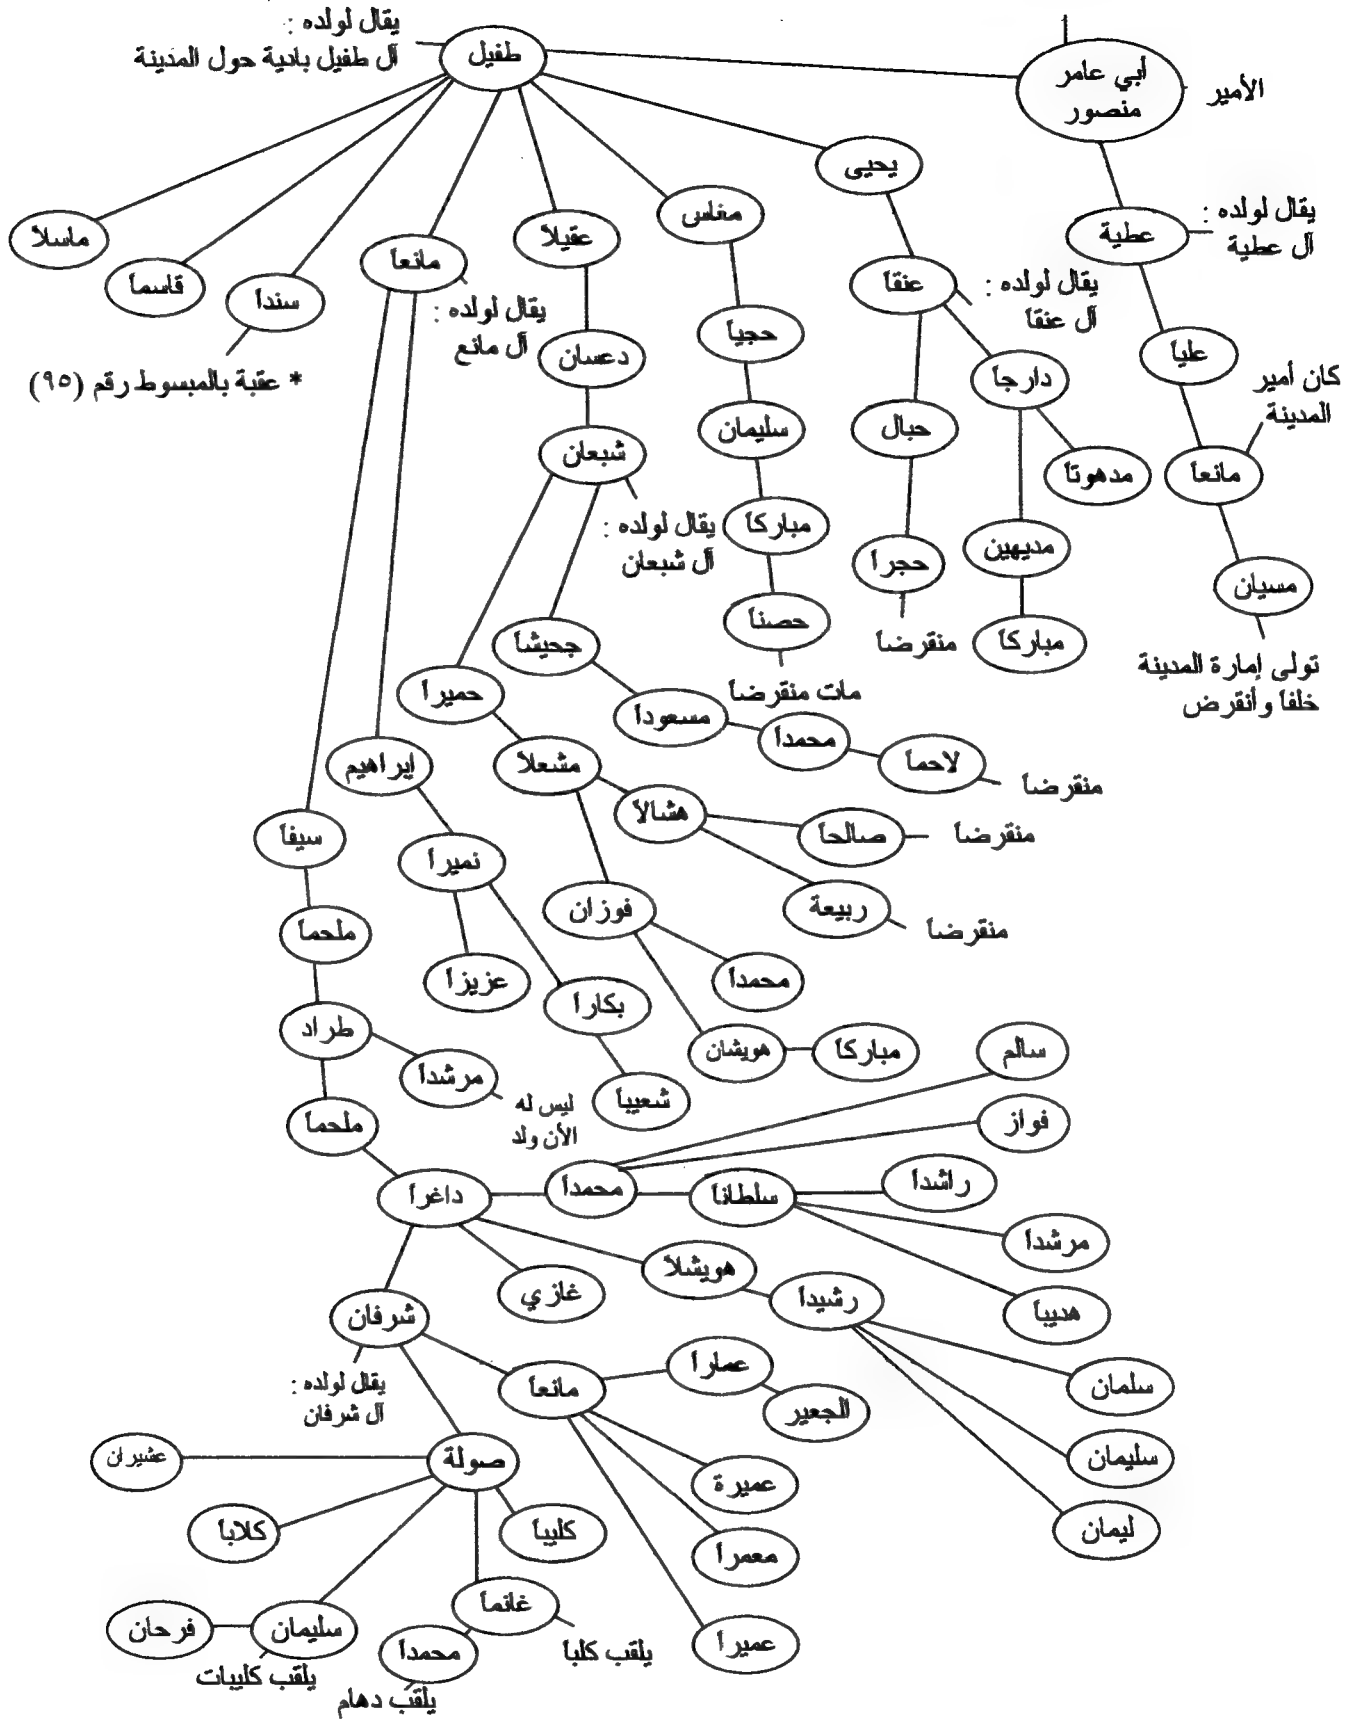 يقال لولده :
آل طفيل بادية حول المدينة
طفيل
أبي عامر
منصور
الأمير
يحيى
مغامس
عقيلاً
مانعاً
سنداً
قاسماً
ماسلاً
عطية
يقال لولده :
آل عطية
عنقا
يقال لولده :
آل عنقا
يقال لولده :
آل مانع
* عقبة بالمبسوط رقم (٩٥)
دعسان
حجياً
دارجاً
علياً
كان أمير
المدينة
شبعان
سليمان
حبال
مدهوتاً
مانعاً
يقال لولده :
آل شبعان
مباركاً
حجراً
مديهين
مسيان
حصناً
منقرضاً
مباركاً
تولى إمارة المدينة
خلفاً وأنقرض
مات منقرضاً
جحيشاً
حميراً
مسعوداً
محمداً
لاحماً
منقرضاً
إبراهيم
مشعلاً
هشالاً
صالحاً
منقرضاً
سيفاً
نميراً
فوزان
ربيعة
منقرضاً
ملحماً
عزيزاً
بكاراً
محمداً
طراد
مرشداً
ليس له
الأن ولد
شعيباً
هويشان
مباركاً
سالم
ملحماً
فواز
داغراً
محمداً
سلطاناً
راشداً
مرشداً
هديباً
غازي
هويشلاً
رشيداً
شرفان
يقال لولده :
آل شرفان
مانعاً
عماراً
الجعير
سلمان
سليمان
ليمان
عشيران
صولة
عميرة
كلاباً
كليباً
معمراً
عميراً
غانماً
يلقب كلبا
فرحان
سليمان
يلقب كليبات
محمداً
يلقب دهام